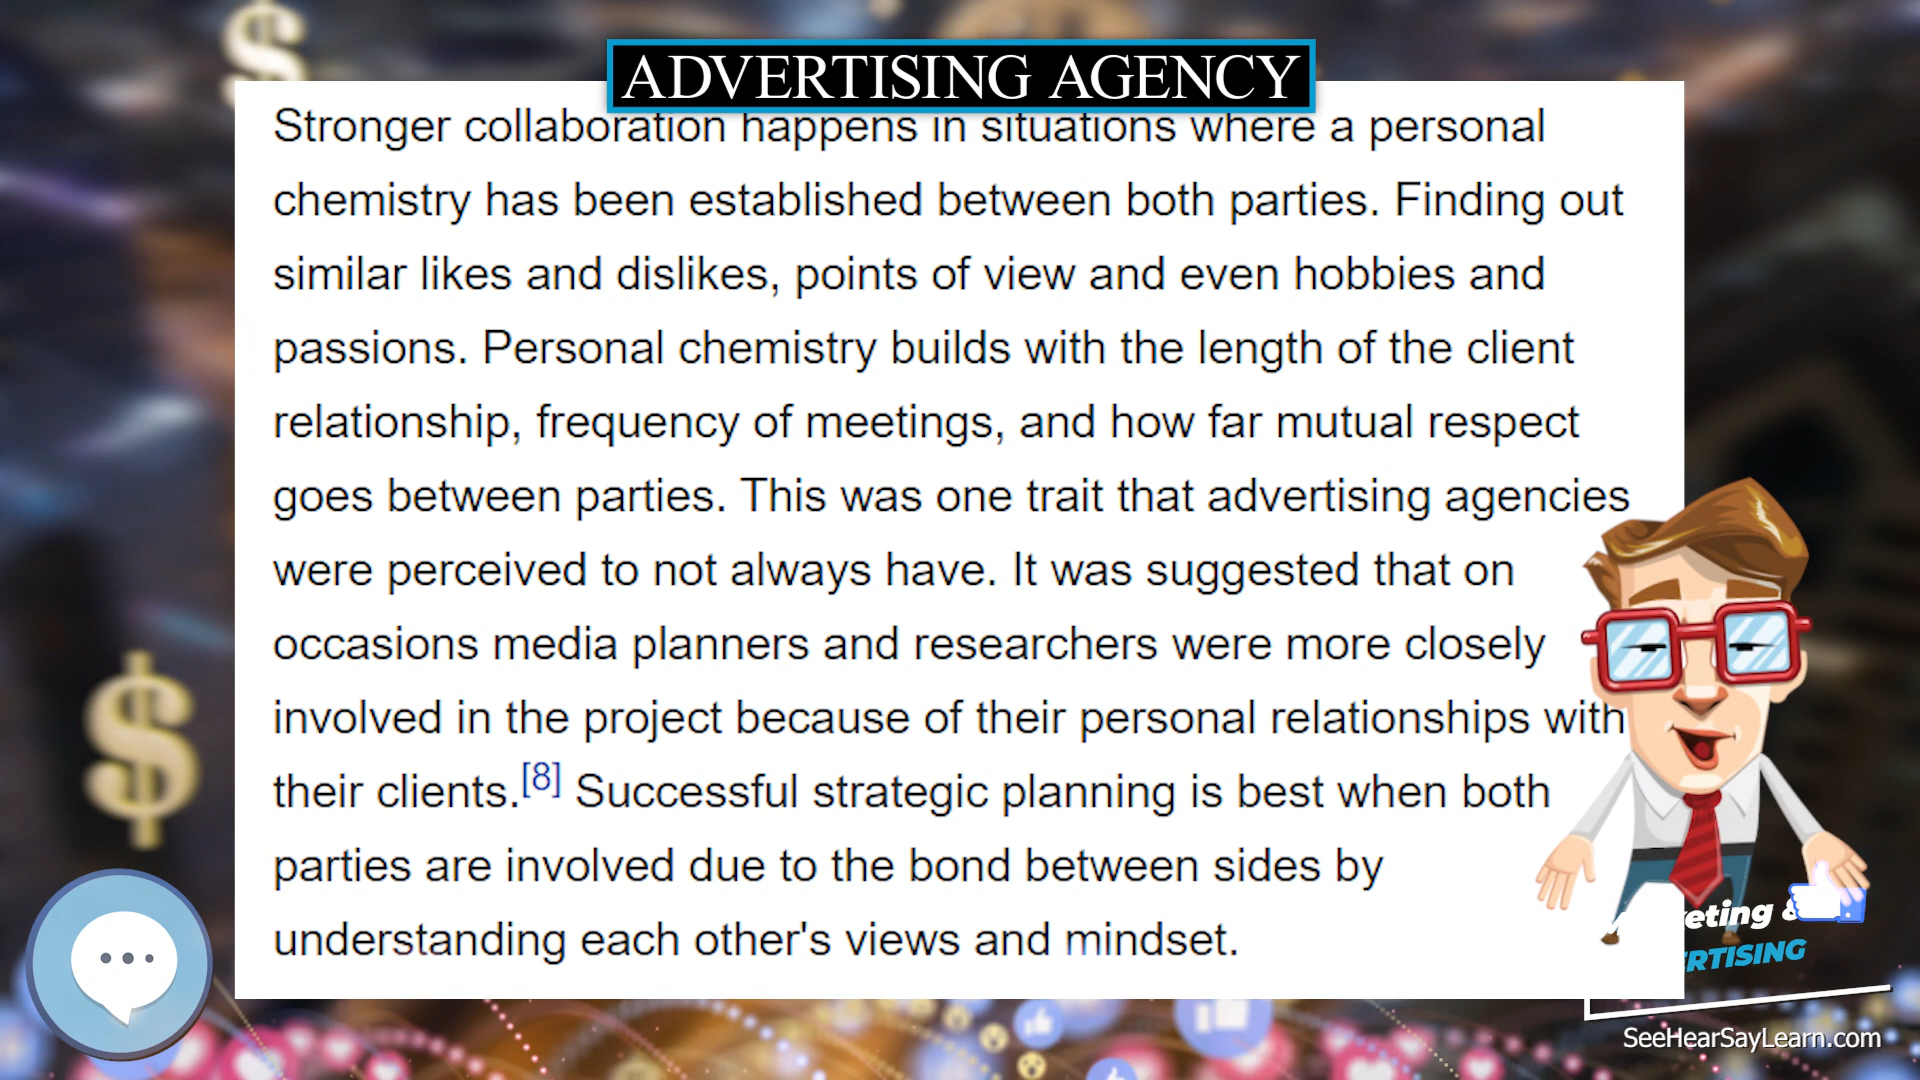 ADVERTISING AGENCY
Stronger collaboration happens in situations where a personal
chemistry has been established between both parties. Finding out
similar likes and dislikes, points of view and even hobbies and
passions. Personal chemistry builds with the length of the client
relationship, frequency of meetings, and how far mutual respect
goes between parties. This was one trait that advertising agencies
were perceived to not always have. It was suggested that on
occasions media planners and researchers were more closely
involved in the project because of their personal relationships with
their clients.[8] Successful strategic planning is best when both
parties are involved due to the bond between sides by
understanding each other's views and mindset.
SeeHearSayLearn.com